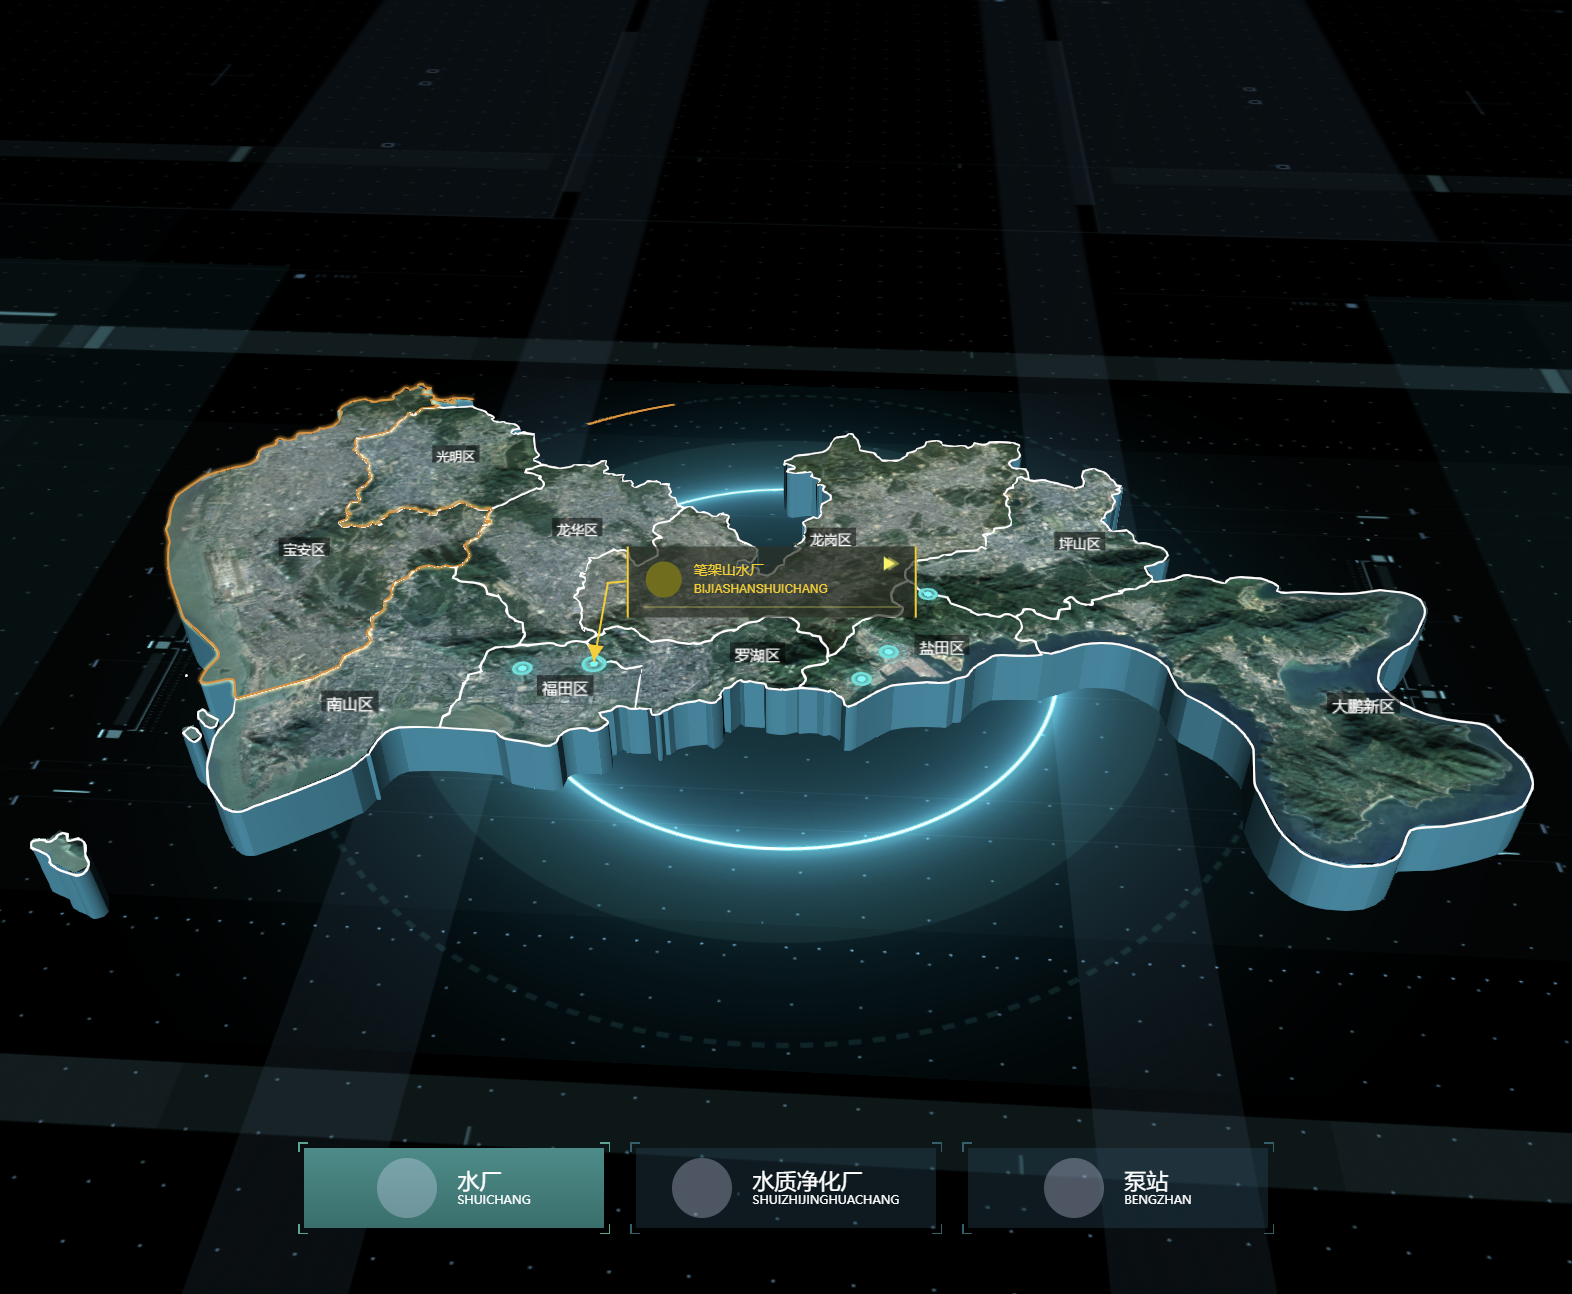 光明区
龙华区
宝安区
龙岗区
坪山区
笔架山水厂
BIJIASHANSHUICHANG
罗湖区
盐田区
福田区
南山区
大鹏新区
水厂
SHUICHANG
水质净化厂
SHUIZHIJINGHUACHANG
泵站
BENGZHAN